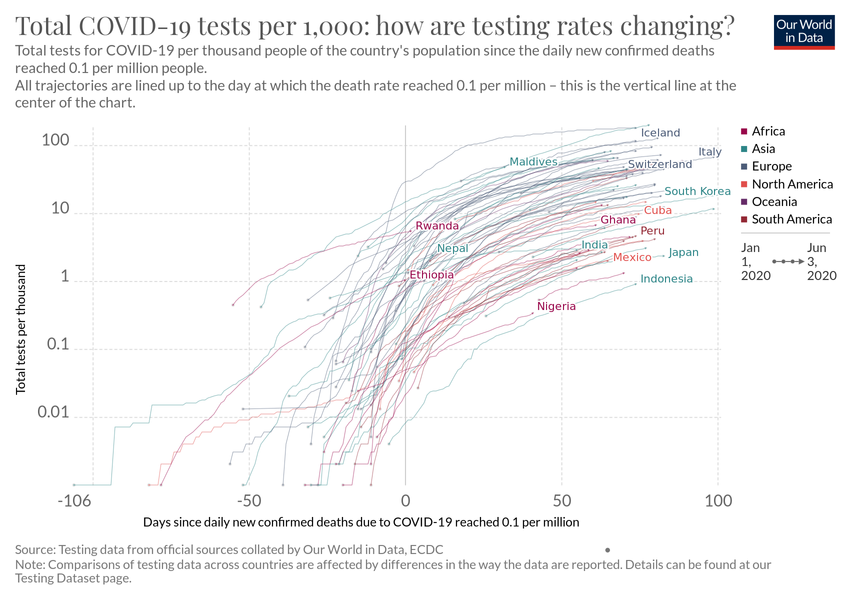 Total COVID-19 tests per 1,000: how are testing rates changing?
Our World
in Data
Total tests for COVID-19 per thousand people of the country's population since the daily new confirmed deaths
reached 0.1 per million people.
All trajectories are lined up to the day at which the death rate reached 0.1 per million – this is the vertical line at the
center of the chart.
Total tests per thousand
100
10
1
0.1
0.01
Iceland
Italy
Maldives
Switzerland
South Korea
Cuba
Ghana
Rwanda
Peru
Nepal
India
Japan
Mexico
Ethiopia
Indonesia
Nigeria
Africa
Asia
Europe
North America
Oceania
South America
Jan
1,
2020
Jun
3,
2020
-106
-50
0
50
100
Days since daily new confirmed deaths due to COVID-19 reached 0.1 per million
Source: Testing data from official sources collated by Our World in Data, ECDC
Note: Comparisons of testing data across countries are affected by differences in the way the data are reported. Details can be found at our
Testing Dataset page.